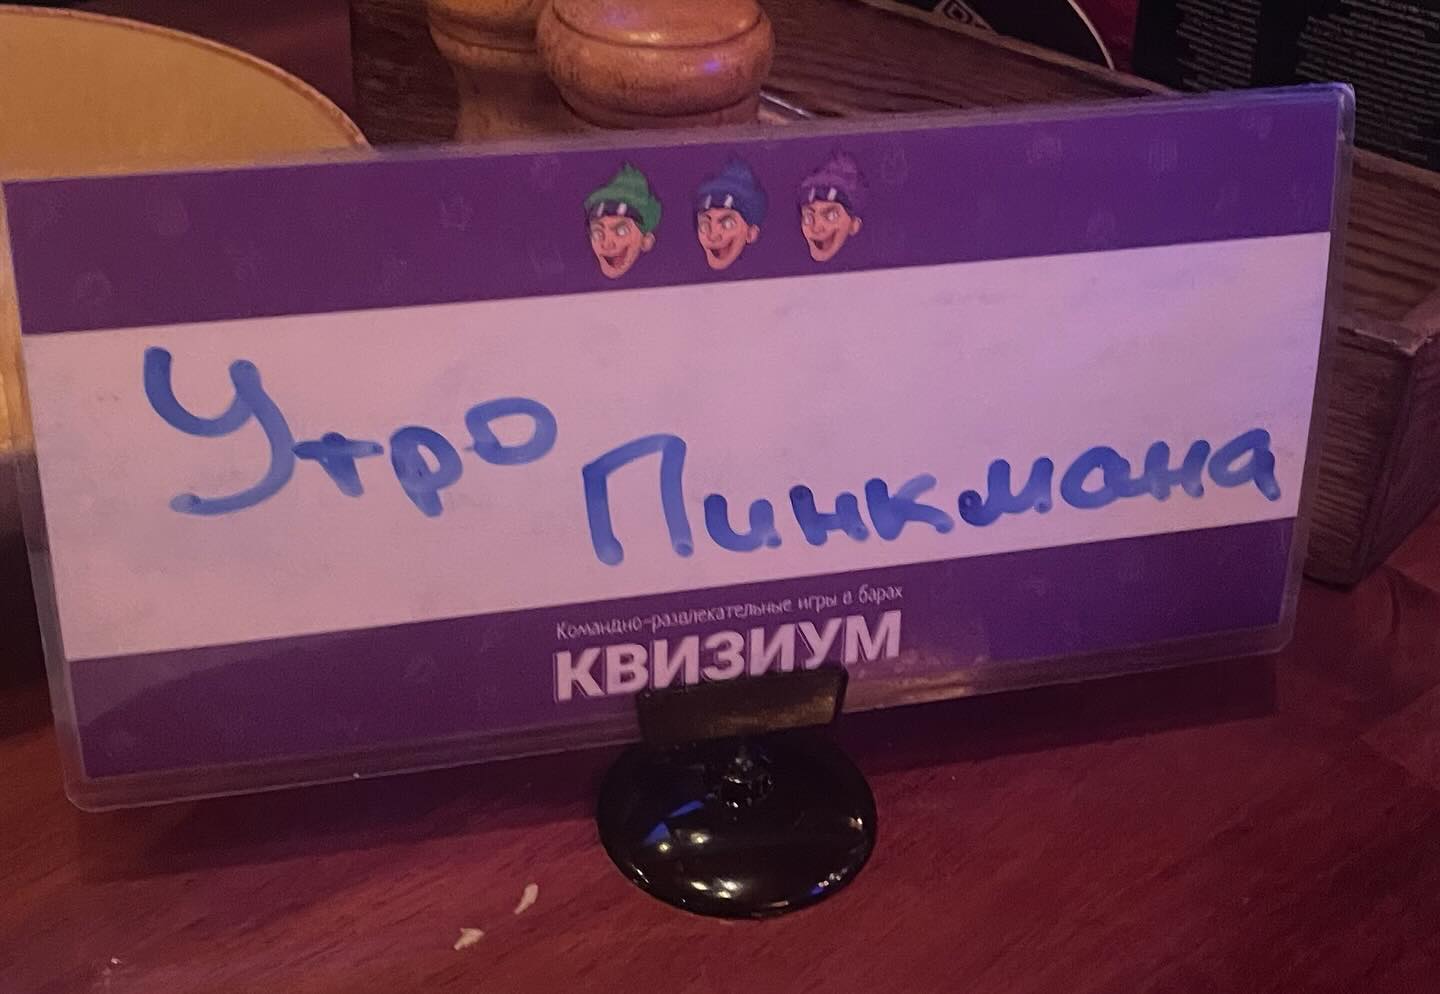 Утро
Пинкмана
Командно-развлекательные игры в барах
КВИЗИУМ